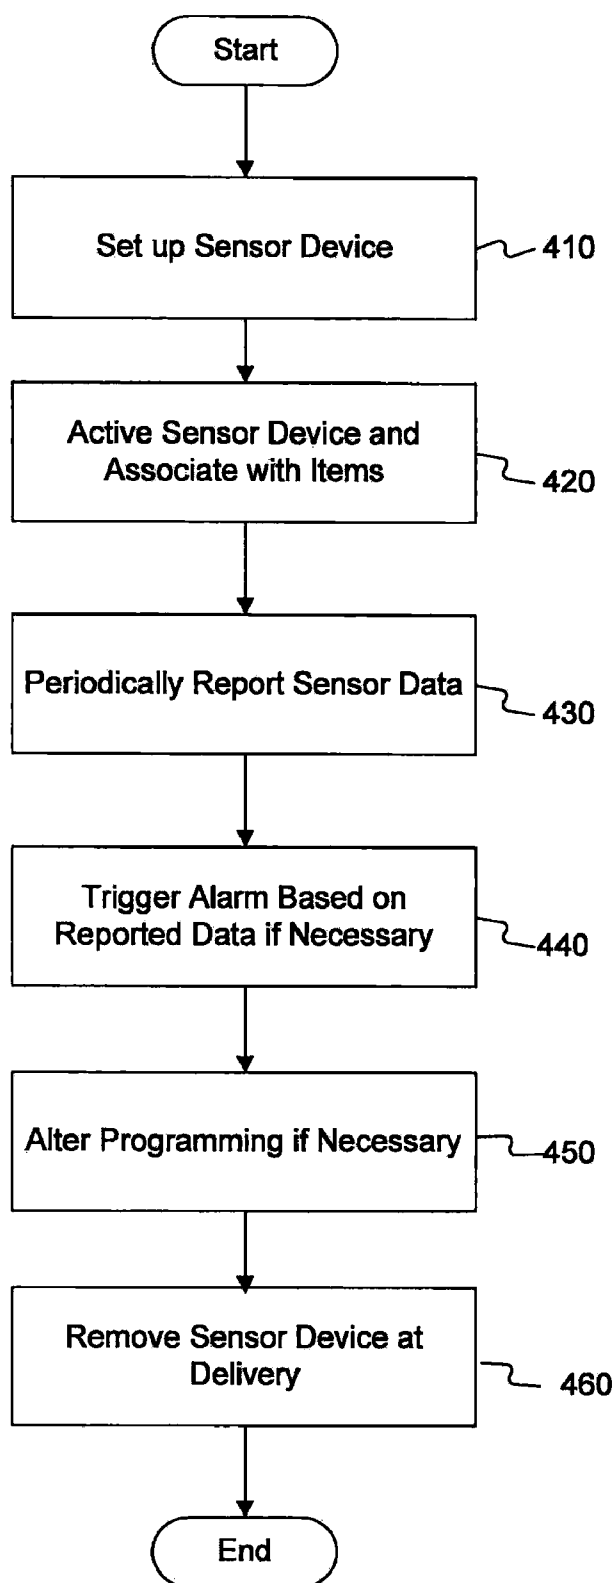 Start
Set up Sensor Device
410
Active Sensor Device and
Associate with Items
420
Periodically Report Sensor Data
430
Trigger Alarm Based on
Reported Data if Necessary
440
Alter Programming if Necessary
450
Remove Sensor Device at
Delivery
460
End